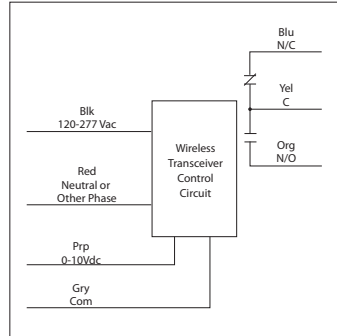 Blu
N/C
Yel
C
Org
N/O
Blk
120-277 Vac
Wireless
Transceiver
Control
Circuit
Red
Neutral or
Other Phase
Prp
0-10Vdc
Gry
Com